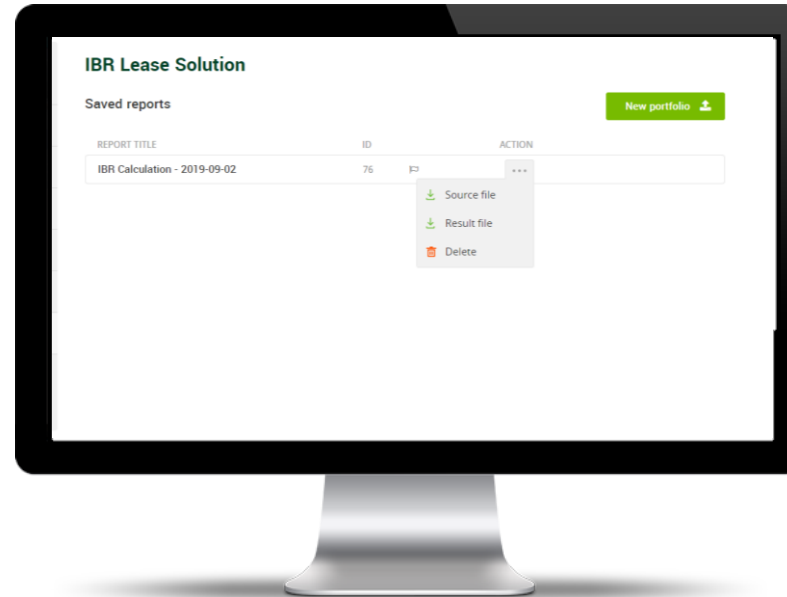 IBR Lease Solution
Saved reports
New portfolio
REPORT TITLE ID ACTION
IBR Calculation - 2019-09-02 76 ...
Source file
Result file
Delete